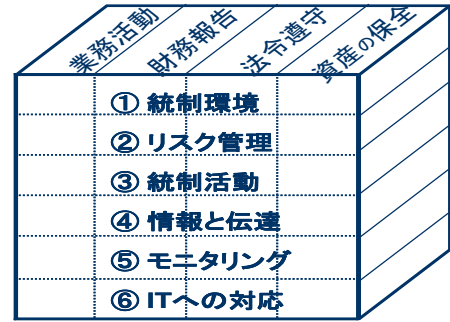 業務活動
財務報告
法令遵守
資産の保全
① 統制環境
② リスク管理
③ 統制活動
④ 情報と伝達
⑤ モニタリング
⑥ ITへの対応